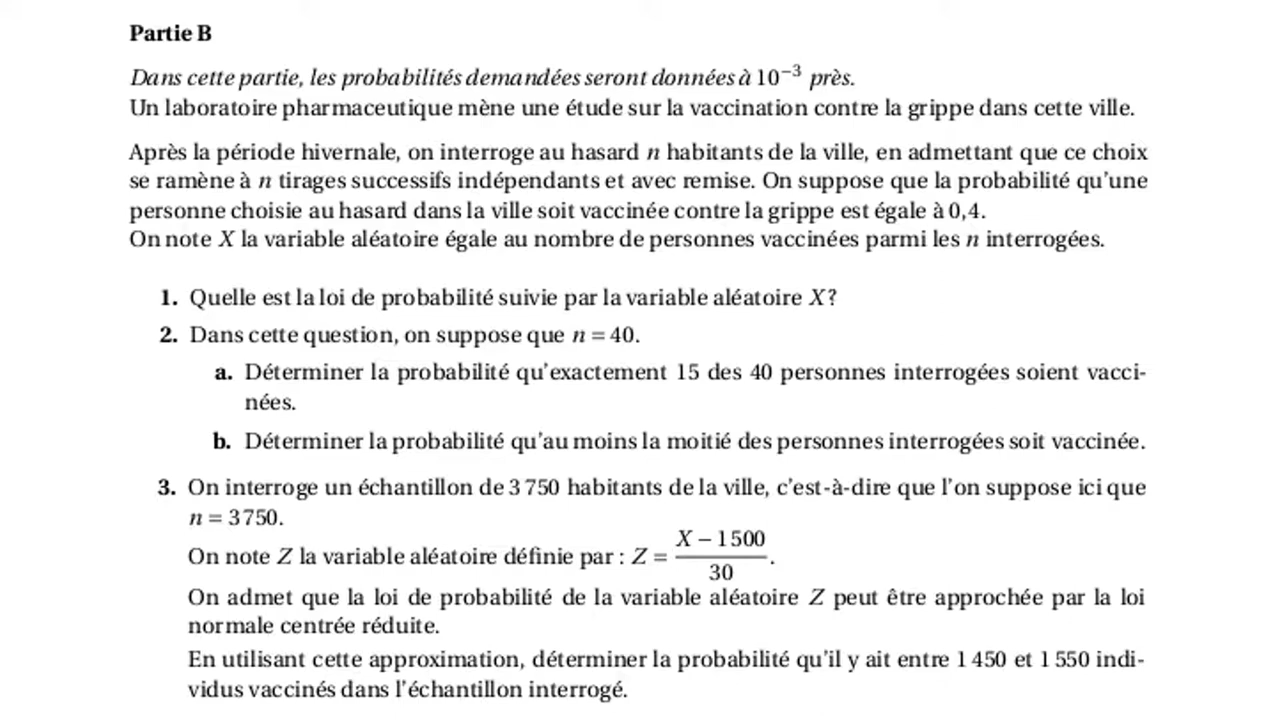 Partie B
Dans cette partie, les probabilités demandées seront données à 10⁻³ près.
Un laboratoire pharmaceutique mène une étude sur la vaccination contre la grippe dans cette ville.
Après la période hivernale, on interroge au hasard n habitants de la ville, en admettant que ce choix
se ramène à n tirages successifs indépendants et avec remise. On suppose que la probabilité qu'une
personne choisie au hasard dans la ville soit vaccinée contre la grippe est égale à 0,4.
On note X la variable aléatoire égale au nombre de personnes vaccinées parmi les n interrogées.
1. Quelle est la loi de probabilité suivie par la variable aléatoire X?
2. Dans cette question, on suppose que n = 40.
a. Déterminer la probabilité qu'exactement 15 des 40 personnes interrogées soient vacci-
nées.
b. Déterminer la probabilité qu'au moins la moitié des personnes interrogées soit vaccinée.
3. On interroge un échantillon de 3 750 habitants de la ville, c'est-à-dire que l'on suppose ici que
n = 3 750.
On note Z la variable aléatoire définie par : Z = (X − 1 500)/30.
On admet que la loi de probabilité de la variable aléatoire Z peut être approchée par la loi
normale centrée réduite.
En utilisant cette approximation, déterminer la probabilité qu'il y ait entre 1 450 et 1 550 indi-
vidus vaccinés dans l'échantillon interrogé.